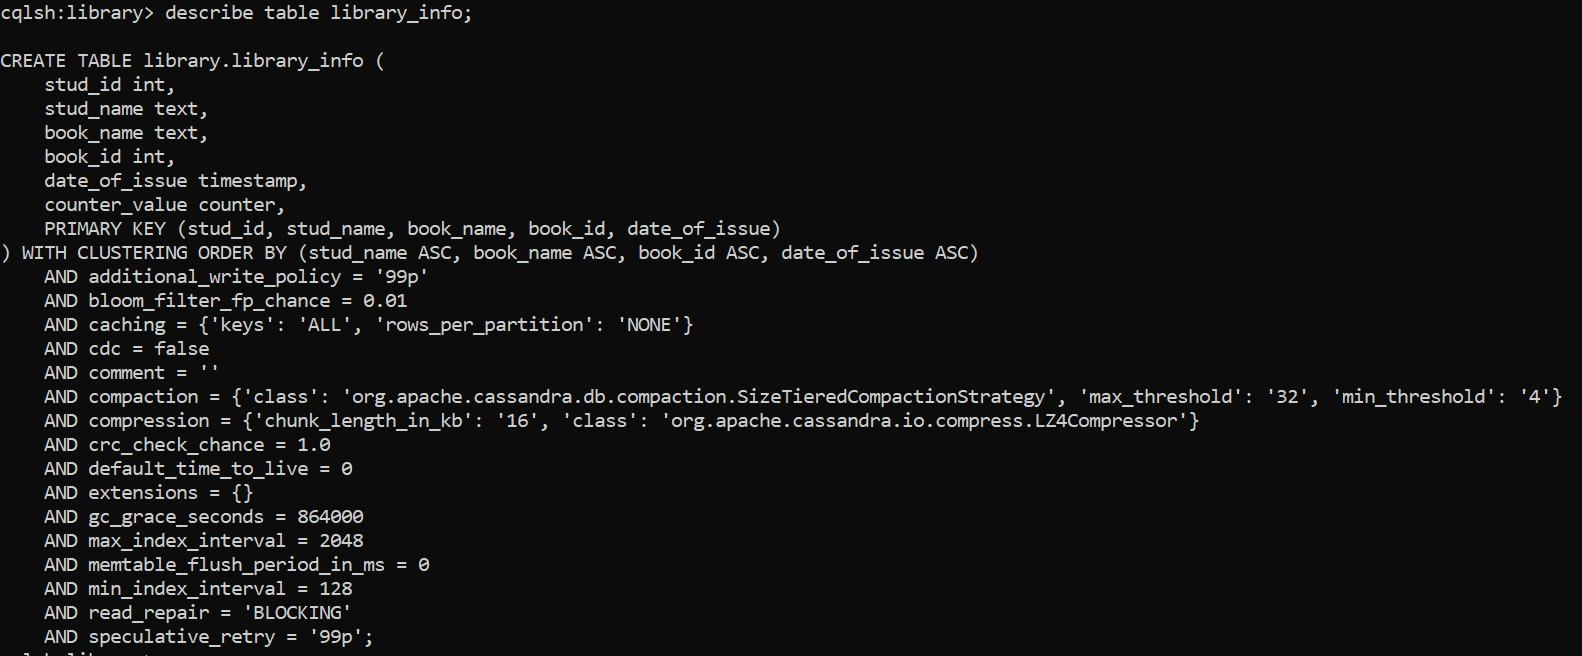 cqlsh:library> describe table library_info;
CREATE TABLE library.library_info (
    stud_id int,
    stud_name text,
    book_name text,
    book_id int,
    date_of_issue timestamp,
    counter_value counter,
    PRIMARY KEY (stud_id, stud_name, book_name, book_id, date_of_issue)
) WITH CLUSTERING ORDER BY (stud_name ASC, book_name ASC, book_id ASC, date_of_issue ASC)
    AND additional_write_policy = '99p'
    AND bloom_filter_fp_chance = 0.01
    AND caching = {'keys': 'ALL', 'rows_per_partition': 'NONE'}
    AND cdc = false
    AND comment = ''
    AND compaction = {'class': 'org.apache.cassandra.db.compaction.SizeTieredCompactionStrategy', 'max_threshold': '32', 'min_threshold': '4'}
    AND compression = {'chunk_length_in_kb': '16', 'class': 'org.apache.cassandra.io.compress.LZ4Compressor'}
    AND crc_check_chance = 1.0
    AND default_time_to_live = 0
    AND extensions = {}
    AND gc_grace_seconds = 864000
    AND max_index_interval = 2048
    AND memtable_flush_period_in_ms = 0
    AND min_index_interval = 128
    AND read_repair = 'BLOCKING'
    AND speculative_retry = '99p';